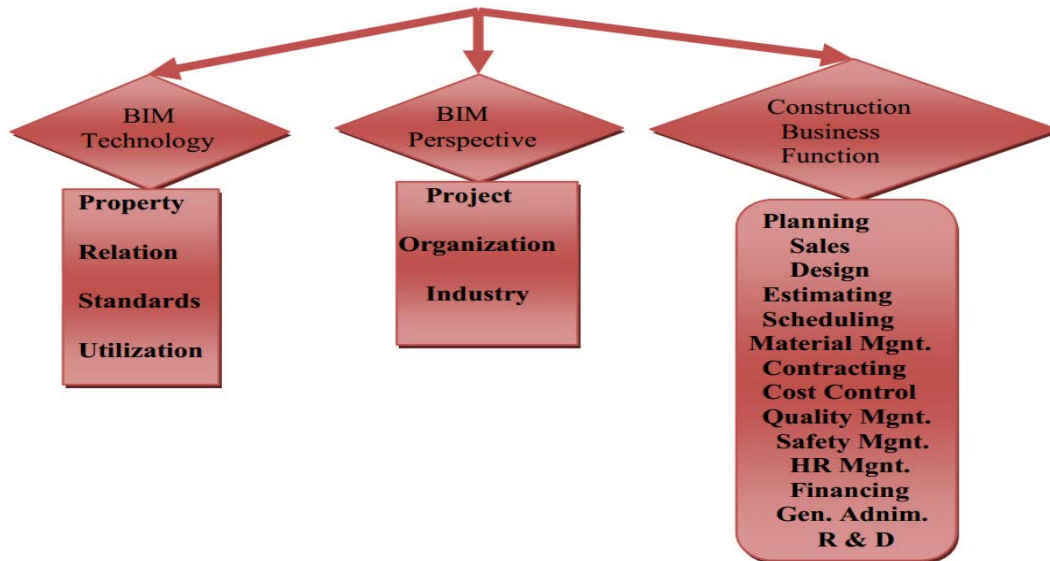 BIM
Technology
Property
Relation
Standards
Utilization
BIM
Perspective
Project
Organization
Industry
Construction
Business
Function
Planning
Sales
Design
Estimating
Scheduling
Material Mgnt.
Contracting
Cost Control
Quality Mgnt.
Safety Mgnt.
HR Mgnt.
Financing
Gen. Adnim.
R & D